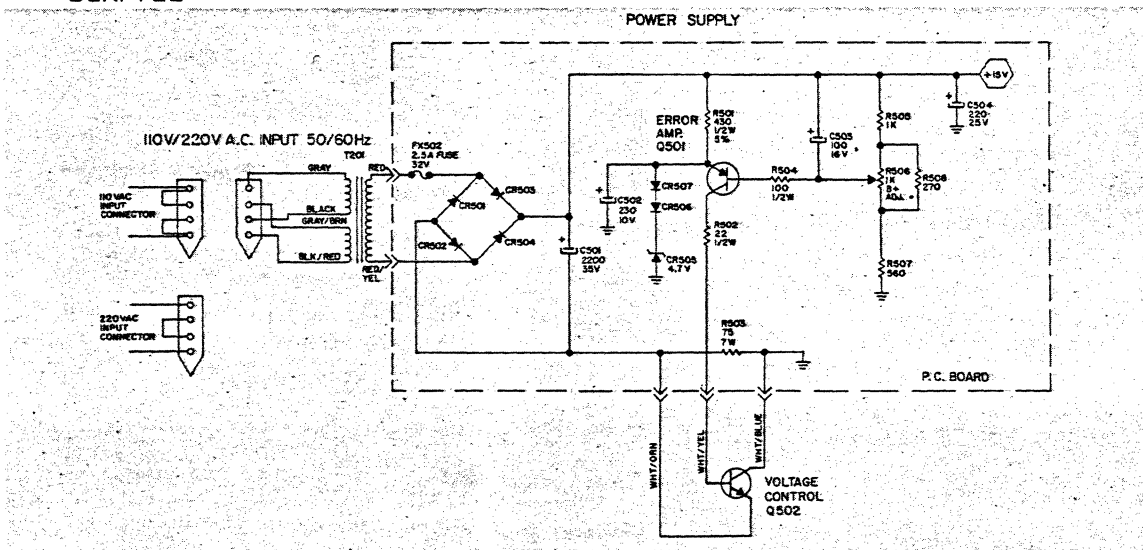 POWER SUPPLY
+15V
110V/220V A.C. INPUT 50/60Hz
110VAC
INPUT
CONNECTOR
220VAC
INPUT
CONNECTOR
GRAY
BLACK
GRAY/BRN
BLK/RED
T201
RED
RED/
YEL
FX502
2.5A FUSE
32V
CR501
CR503
CR502
CR504
+
C501
2200
35V
+
C502
230
10V
ERROR
AMP.
Q501
CR507
CR506
CR505
4.7V
R501
430
1/2W
5%
R502
22
1/2W
R504
100
1/2W
+
C503
100
16V
R505
1K
R506
1K
B+
ADJ.
R508
270
R507
560
+
C504
220
25V
R503
75
7W
P.C. BOARD
WHT/ORN
WHT/YEL
WHT/BLUE
VOLTAGE
CONTROL
Q502